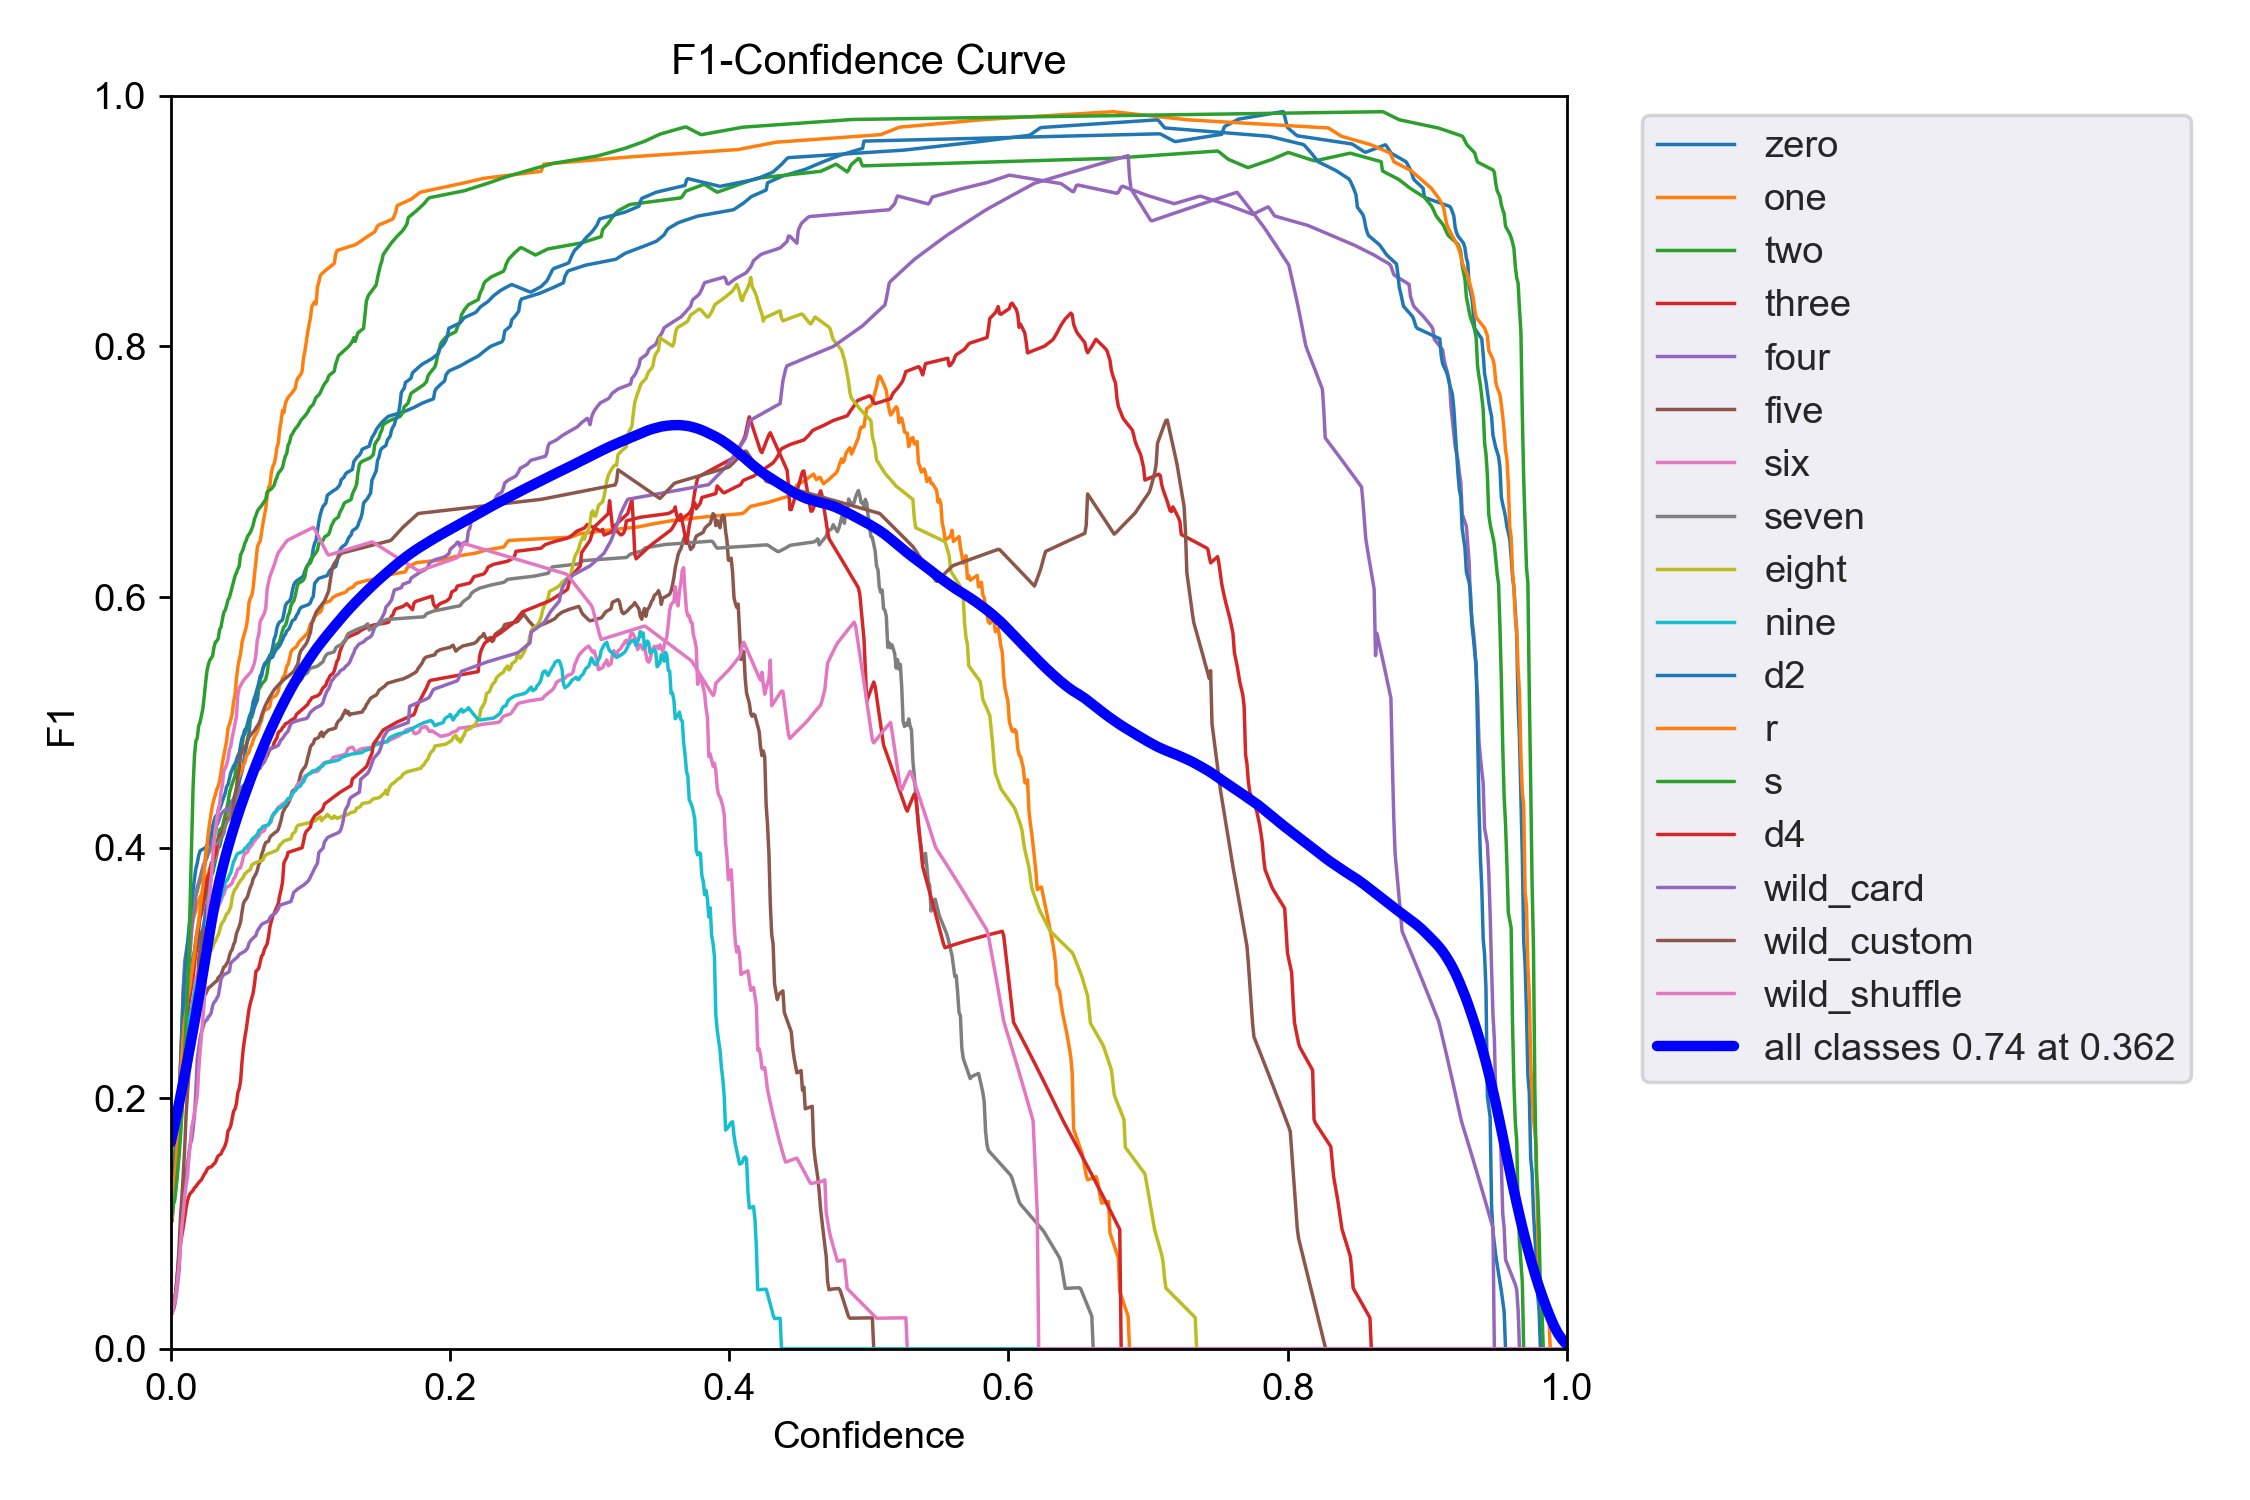 F1-Confidence Curve
1.0
0.8
0.6
0.4
0.2
0.0
F1
0.0 0.2 0.4 0.6 0.8 1.0
Confidence
zero
one
two
three
four
five
six
seven
eight
nine
d2
r
s
d4
wild_card
wild_custom
wild_shuffle
all classes 0.74 at 0.362